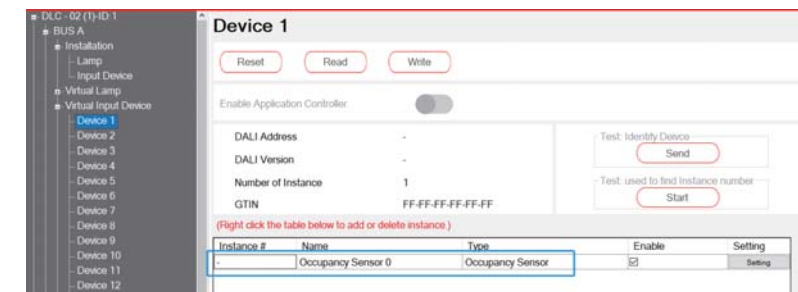 DLC - 02 (1)-ID:1
BUS A
Installation
Lamp
Input Device
Virtual Lamp
Virtual Input Device
Device 1
Device 2
Device 3
Device 4
Device 5
Device 6
Device 7
Device 8
Device 9
Device 10
Device 11
Device 12
Device 1
Reset Read Write
Enable Application Controller
DALI Address -
DALI Version -
Number of Instance 1
GTIN FF-FF-FF-FF-FF-FF
Test: Identify Deivce
Send
Test: used to find instance number
Start
(Right click the table below to add or delete instance.)
Instance # Name Type Enable Setting
- Occupancy Sensor 0 Occupancy Sensor Setting